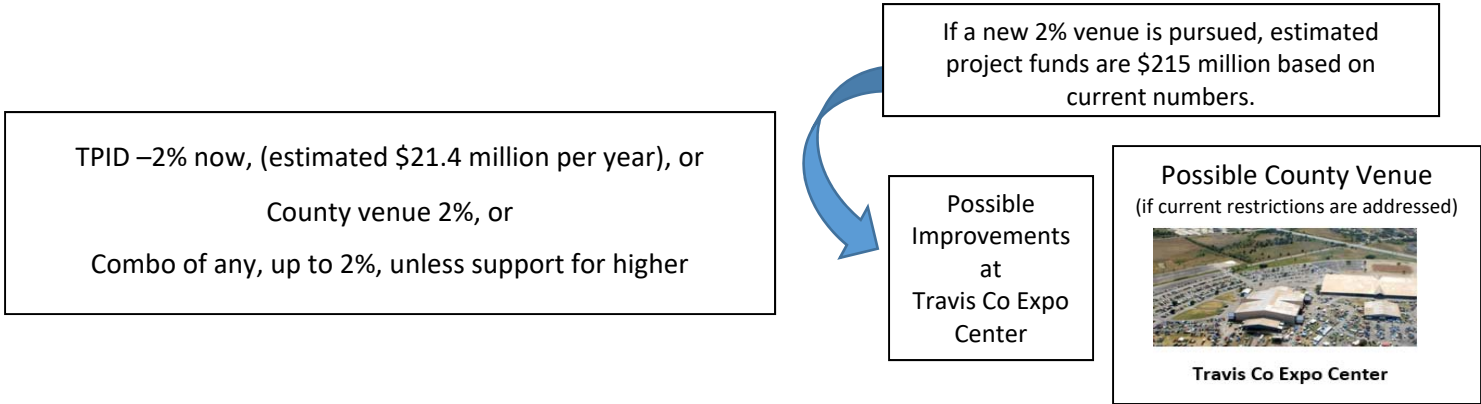 If a new 2% venue is pursued, estimated
project funds are $215 million based on
current numbers.
TPID –2% now, (estimated $21.4 million per year), or
County venue 2%, or
Combo of any, up to 2%, unless support for higher
Possible
Improvements
at
Travis Co Expo
Center
Possible County Venue
(if current restrictions are addressed)
Travis Co Expo Center